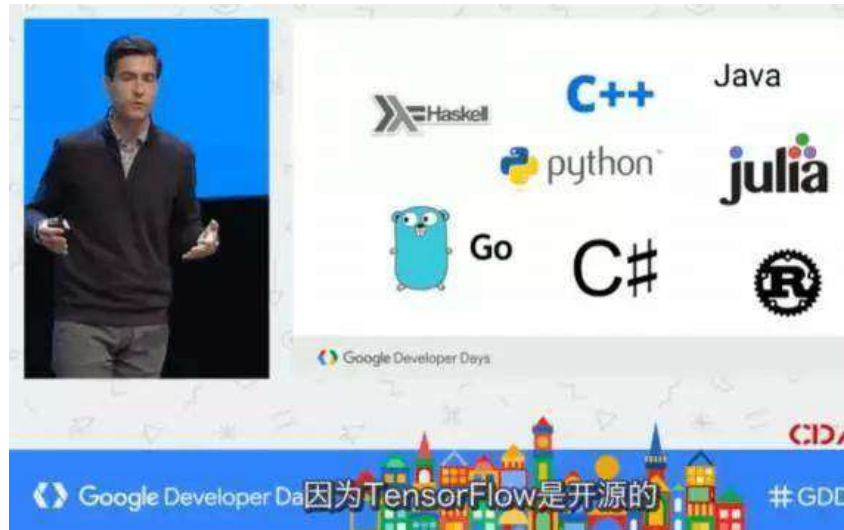 Haskell
C++
Java
python
julia
Go
C#
R
Google Developer Days
CDA
Google Developer Da
因为TensorFlow是开源的
#GDD